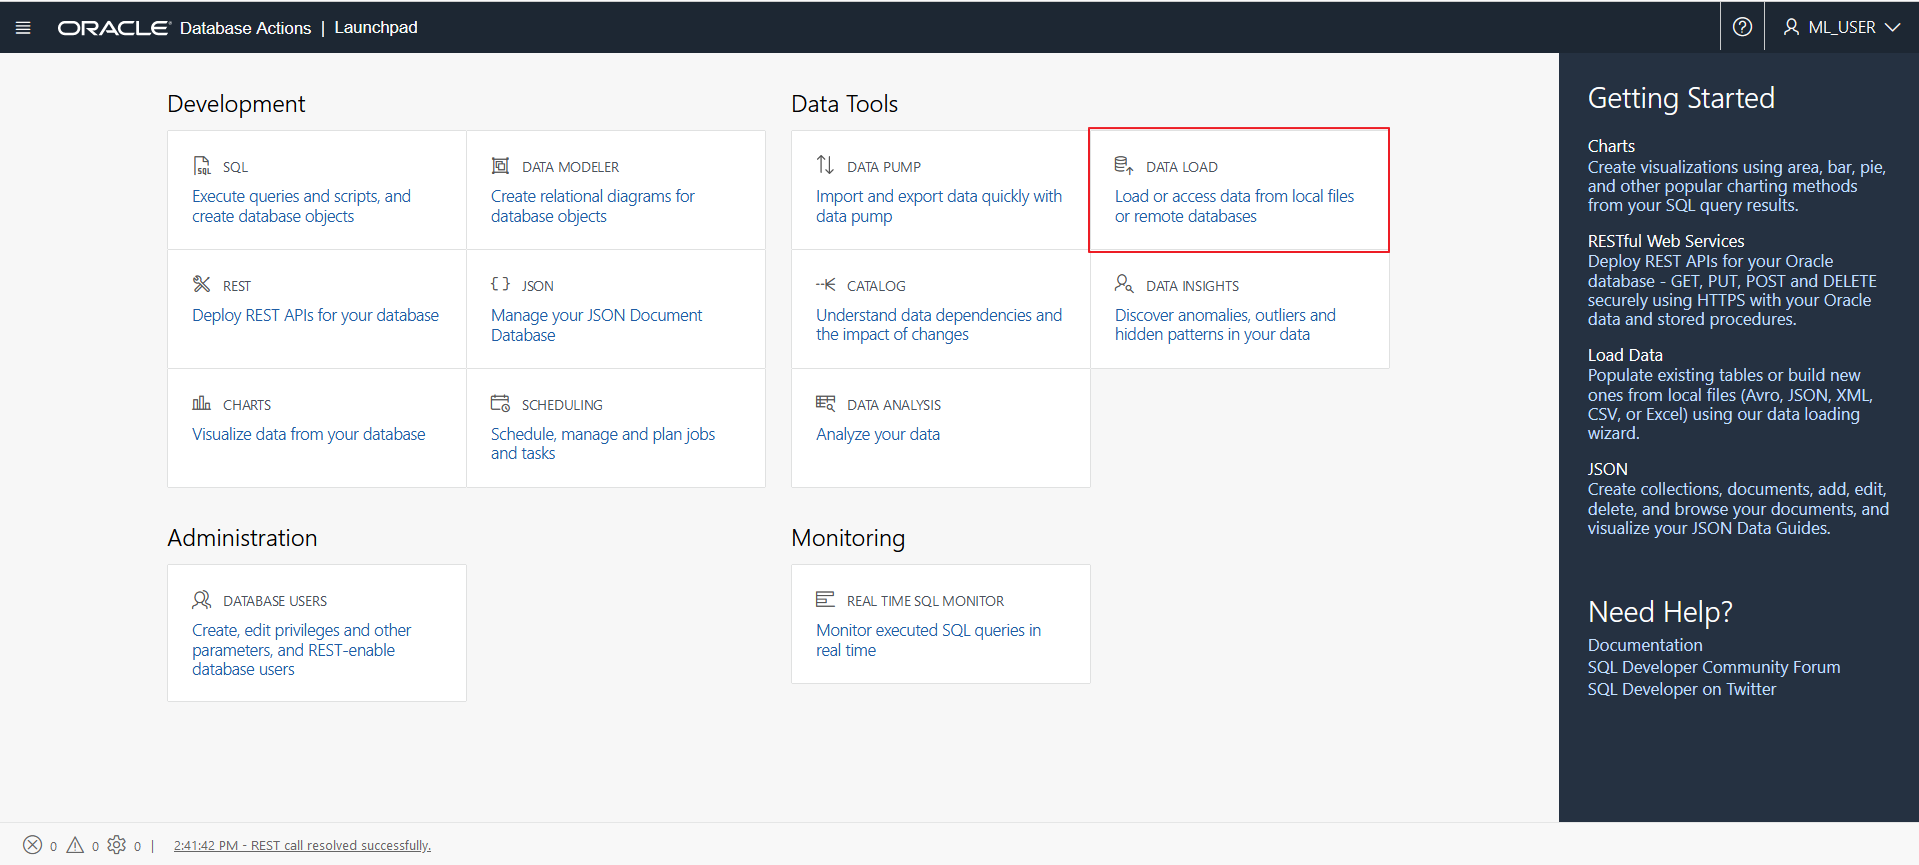 ORACLE Database Actions | Launchpad
ML_USER
Development
SQL
Execute queries and scripts, and
create database objects
DATA MODELER
Create relational diagrams for
database objects
REST
Deploy REST APIs for your database
JSON
Manage your JSON Document
Database
CHARTS
Visualize data from your database
SCHEDULING
Schedule, manage and plan jobs
and tasks
Data Tools
DATA PUMP
Import and export data quickly with
data pump
DATA LOAD
Load or access data from local files
or remote databases
CATALOG
Understand data dependencies and
the impact of changes
DATA INSIGHTS
Discover anomalies, outliers and
hidden patterns in your data
DATA ANALYSIS
Analyze your data
Administration
DATABASE USERS
Create, edit privileges and other
parameters, and REST-enable
database users
Monitoring
REAL TIME SQL MONITOR
Monitor executed SQL queries in
real time
Getting Started
Charts
Create visualizations using area, bar, pie,
and other popular charting methods
from your SQL query results.
RESTful Web Services
Deploy REST APIs for your Oracle
database - GET, PUT, POST and DELETE
securely using HTTPS with your Oracle
data and stored procedures.
Load Data
Populate existing tables or build new
ones from local files (Avro, JSON, XML,
CSV, or Excel) using our data loading
wizard.
JSON
Create collections, documents, add, edit,
delete, and browse your documents, and
visualize your JSON Data Guides.
Need Help?
Documentation
SQL Developer Community Forum
SQL Developer on Twitter
0 0 0 | 2:41:42 PM - REST call resolved successfully.